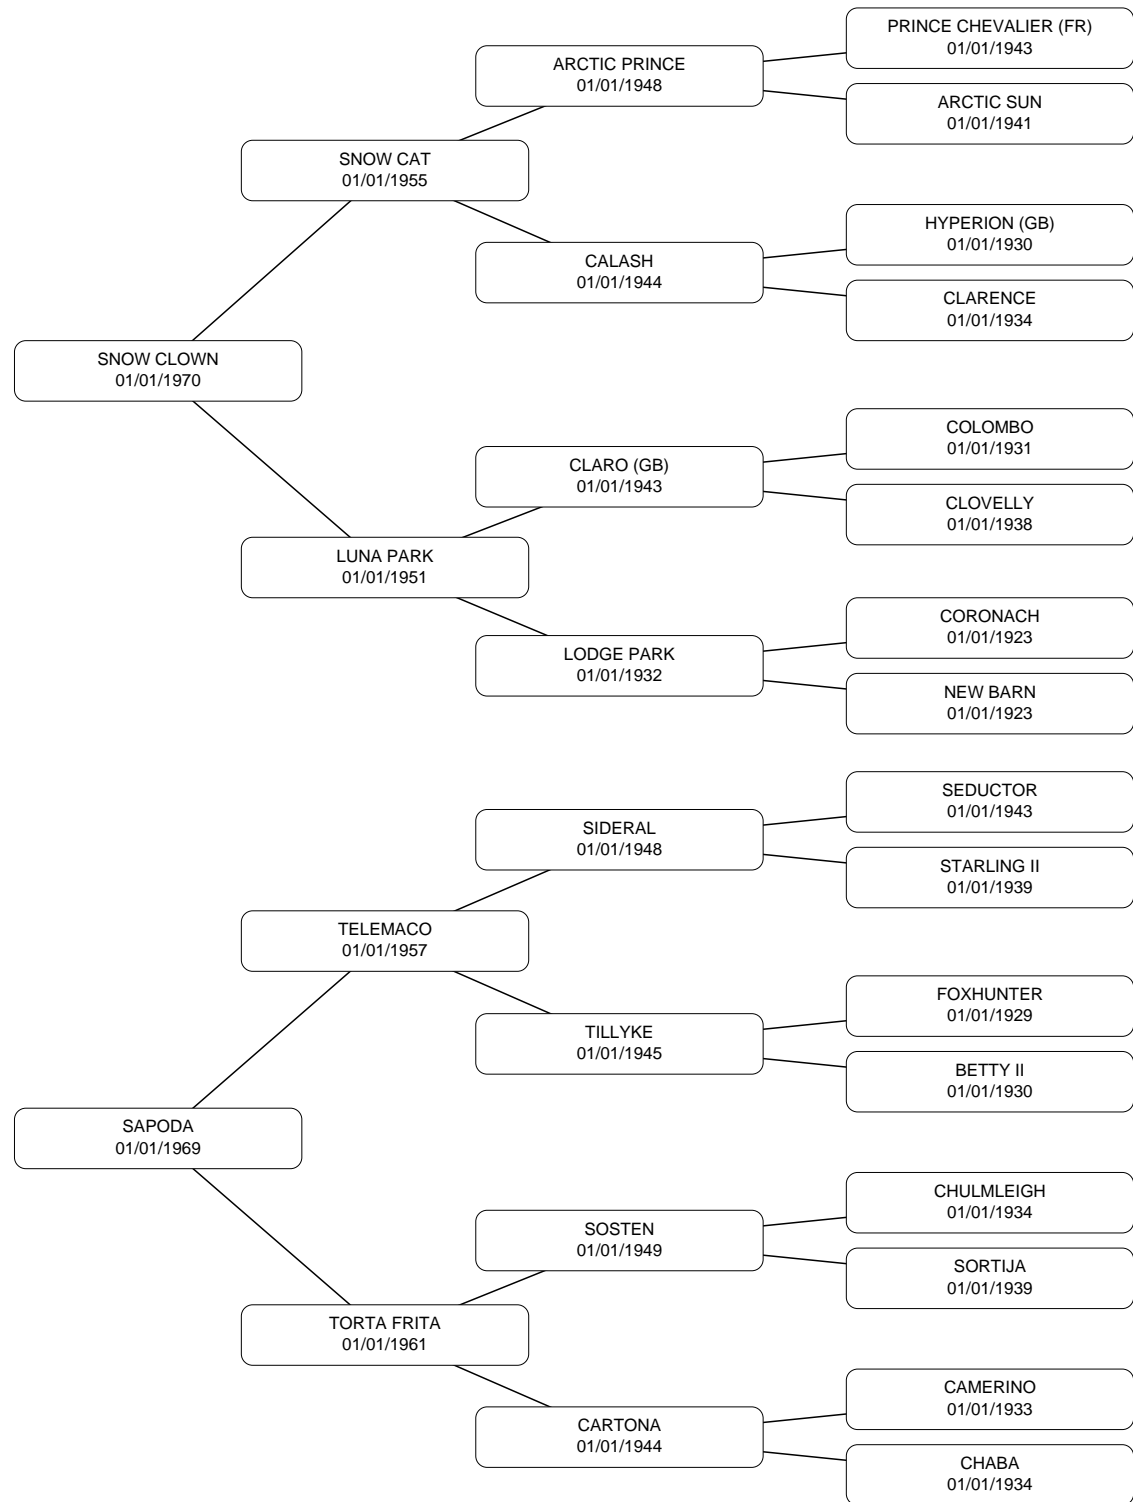 PRINCE CHEVALIER (FR)
01/01/1943
ARCTIC PRINCE
01/01/1948
ARCTIC SUN
01/01/1941
SNOW CAT
01/01/1955
HYPERION (GB)
01/01/1930
CALASH
01/01/1944
CLARENCE
01/01/1934
SNOW CLOWN
01/01/1970
COLOMBO
01/01/1931
CLARO (GB)
01/01/1943
CLOVELLY
01/01/1938
LUNA PARK
01/01/1951
CORONACH
01/01/1923
LODGE PARK
01/01/1932
NEW BARN
01/01/1923
SEDUCTOR
01/01/1943
SIDERAL
01/01/1948
STARLING II
01/01/1939
TELEMACO
01/01/1957
FOXHUNTER
01/01/1929
TILLYKE
01/01/1945
BETTY II
01/01/1930
SAPODA
01/01/1969
CHULMLEIGH
01/01/1934
SOSTEN
01/01/1949
SORTIJA
01/01/1939
TORTA FRITA
01/01/1961
CAMERINO
01/01/1933
CARTONA
01/01/1944
CHABA
01/01/1934